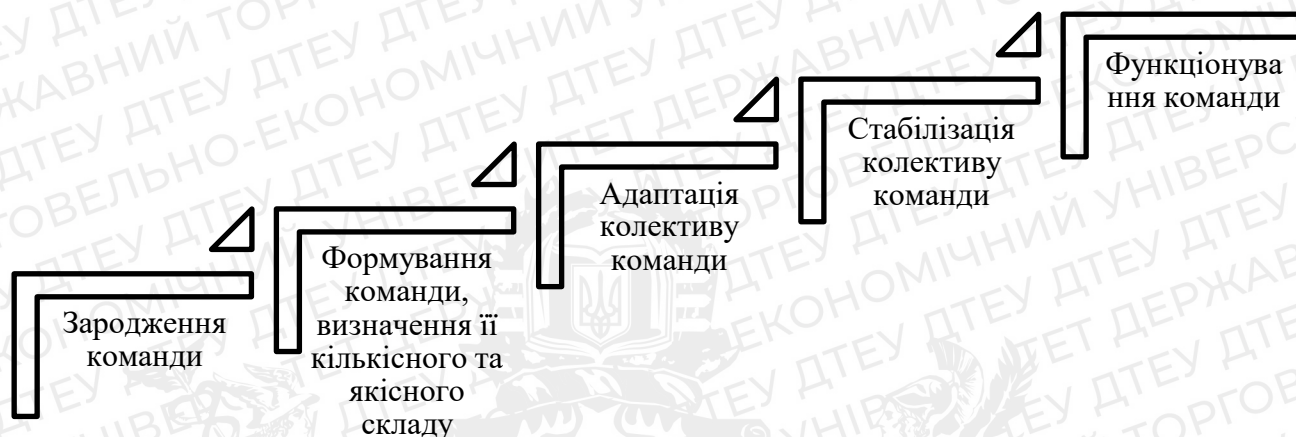 Зародження
команди
Формування
команди,
визначення її
кількісного та
якісного
складу
Адаптація
колективу
команди
Стабілізація
колективу
команди
Функціонува
ння команди